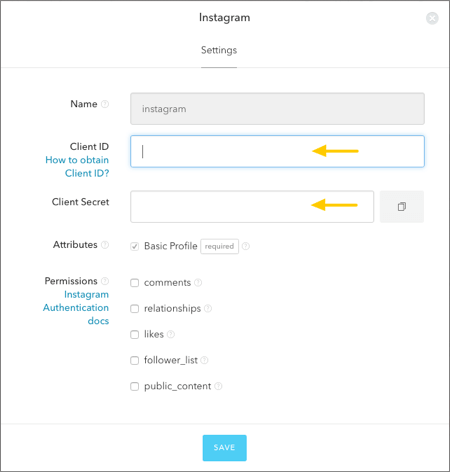 Instagram
Settings
Name
instagram
Client ID
How to obtain
Client ID?
Client Secret
Attributes
Basic Profile required
Permissions
Instagram
Authentication
docs
comments
relationships
likes
follower_list
public_content
SAVE